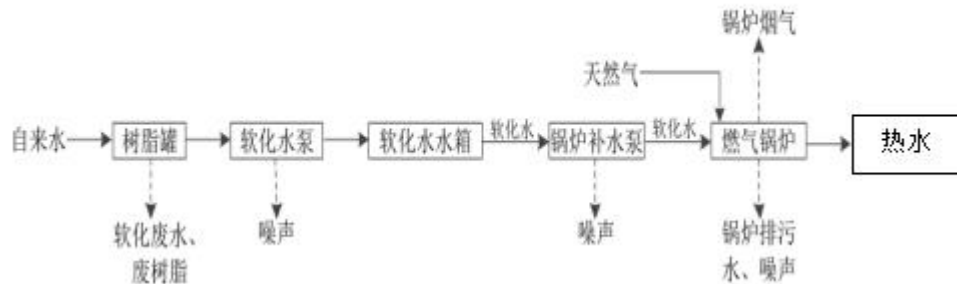 锅炉烟气
天然气
自来水
树脂罐
软化水泵
软化水水箱
软化水
锅炉补水泵
软化水
燃气锅炉
热水
软化废水、
废树脂
噪声
噪声
锅炉排污
水、噪声